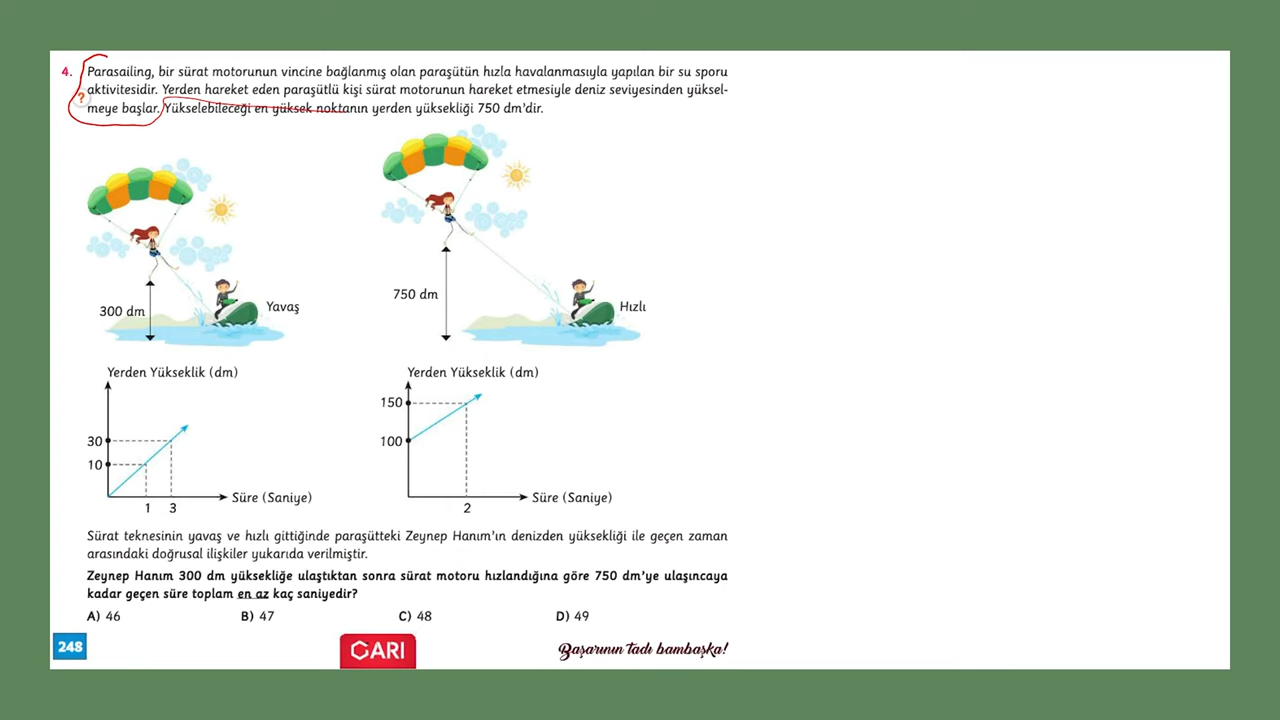 4. Parasailing, bir sürat motorunun vincine bağlanmış olan paraşütün hızla havalanmasıyla yapılan bir su sporu
? aktivitesidir. Yerden hareket eden paraşütlü kişi sürat motorunun hareket etmesiyle deniz seviyesinden yüksel-
meye başlar. Yükselebileceği en yüksek noktanın yerden yüksekliği 750 dm'dir.
300 dm
Yavaş
750 dm
Hızlı
Yerden Yükseklik (dm)
30
10
1 3
Süre (Saniye)
Yerden Yükseklik (dm)
150
100
2
Süre (Saniye)
Sürat teknesinin yavaş ve hızlı gittiğinde paraşütteki Zeynep Hanım'ın denizden yüksekliği ile geçen zaman
arasındaki doğrusal ilişkiler yukarıda verilmiştir.
Zeynep Hanım 300 dm yüksekliğe ulaştıktan sonra sürat motoru hızlandığına göre 750 dm'ye ulaşıncaya
kadar geçen süre toplam en az kaç saniyedir?
A) 46 B) 47 C) 48 D) 49
248
ARI
Başarının tadı bambaşka!